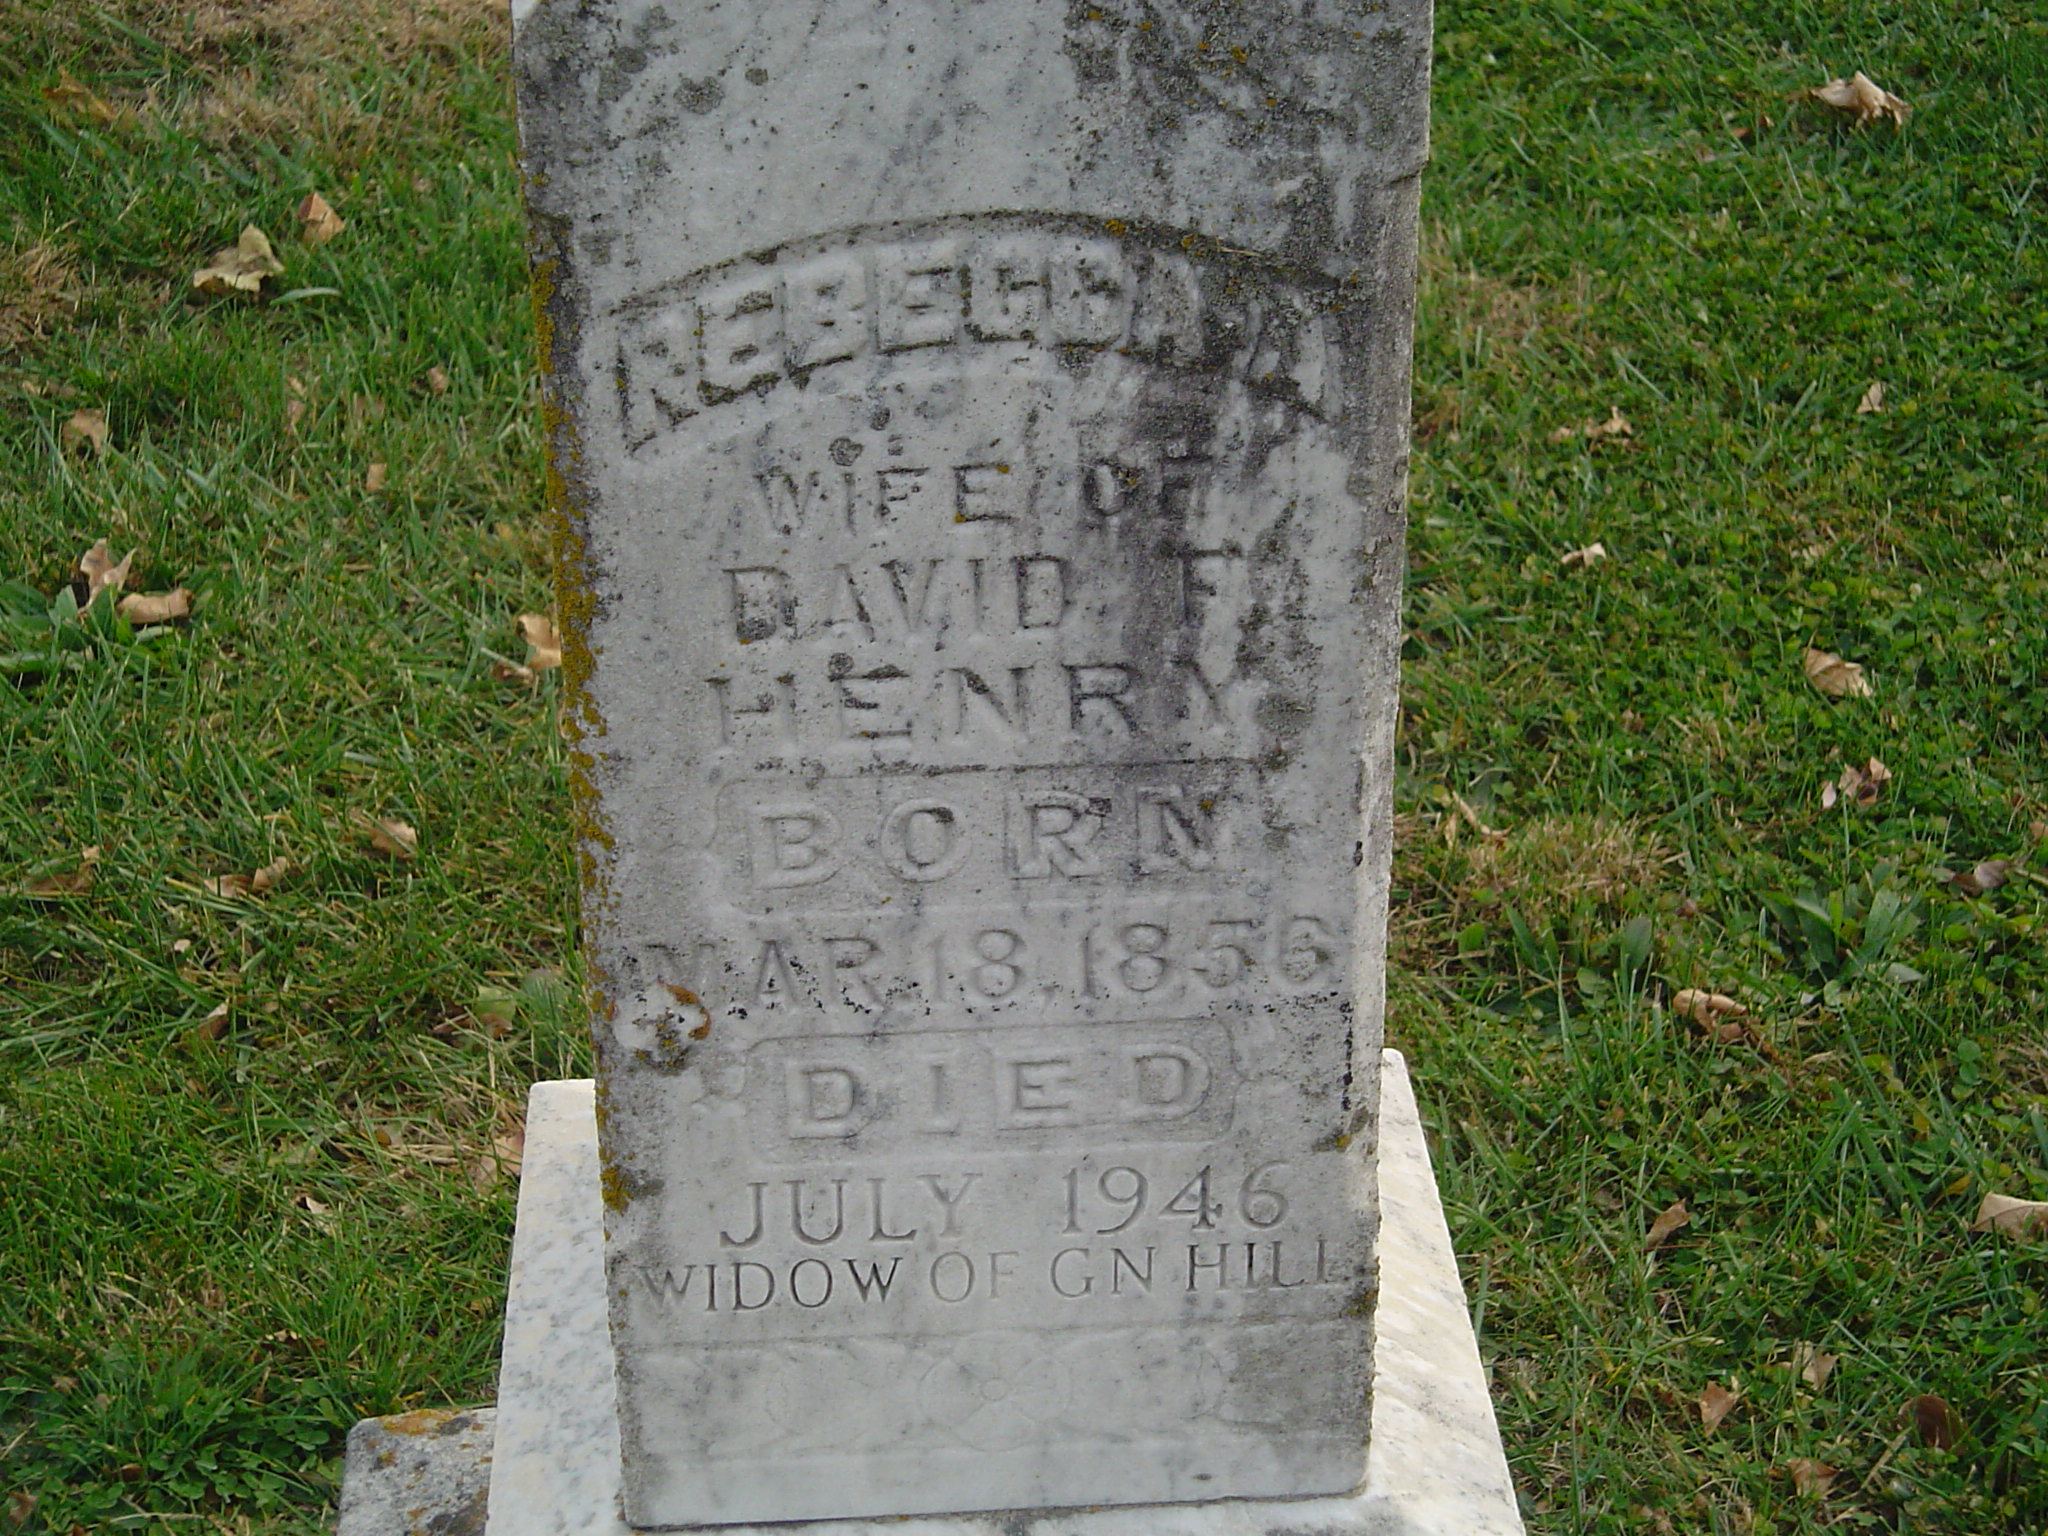 REBECCA
WIFE OF
DAVID F.
HENRY
BORN
MAR. 18, 1856
DIED
JULY 1946
WIDOW OF GN HILL